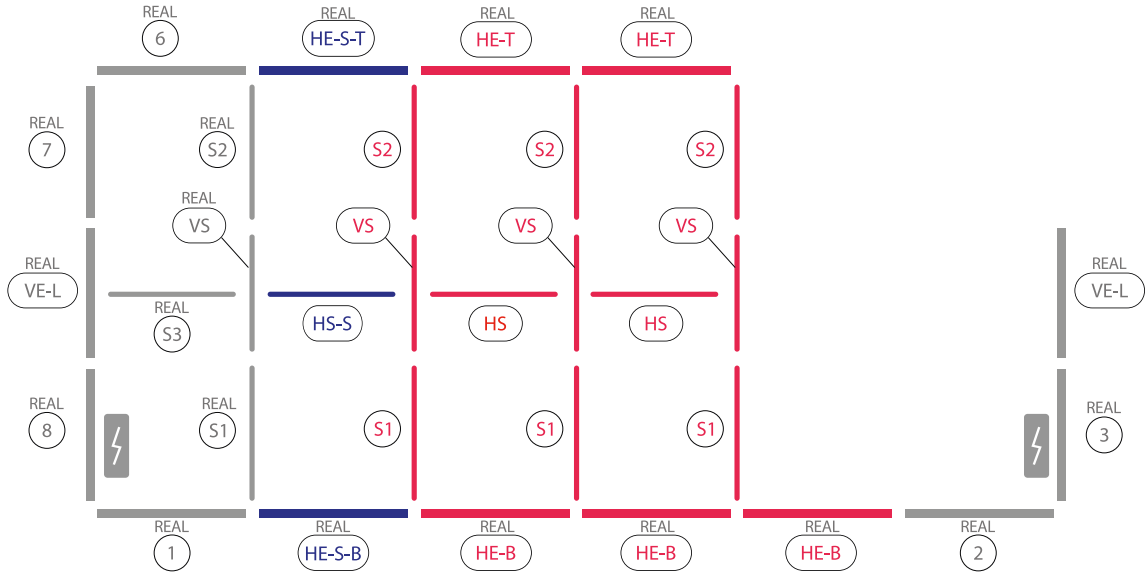 REAL
6
REAL
HE-S-T
REAL
HE-T
REAL
HE-T
REAL
7
REAL
S2
S2
S2
S2
REAL
VS
VS
VS
VS
REAL
VE-L
REAL
VE-L
REAL
S3
HS-S
HS
HS
REAL
8
REAL
S1
S1
S1
S1
REAL
3
REAL
1
REAL
HE-S-B
REAL
HE-B
REAL
HE-B
REAL
HE-B
REAL
2